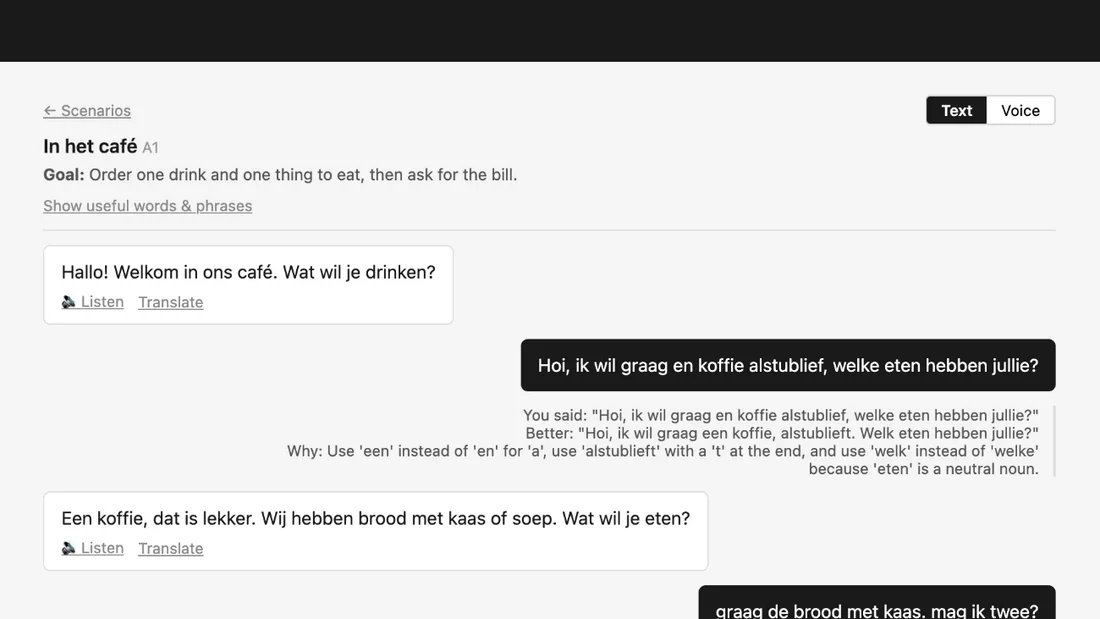 ← Scenarios
Text
Voice
In het café A1
Goal: Order one drink and one thing to eat, then ask for the bill.
Show useful words & phrases
Hallo! Welkom in ons café. Wat wil je drinken?
Listen Translate
Hoi, ik wil graag en koffie alstublief, welke eten hebben jullie?
You said: "Hoi, ik wil graag en koffie alstublief, welke eten hebben jullie?"
Better: "Hoi, ik wil graag een koffie, alstublieft. Welk eten hebben jullie?"
Why: Use 'een' instead of 'en' for 'a', use 'alstublieft' with a 't' at the end, and use 'welk' instead of 'welke'
because 'eten' is a neutral noun.
Een koffie, dat is lekker. Wij hebben brood met kaas of soep. Wat wil je eten?
Listen Translate
graag de brood met kaas. mag ik twee?